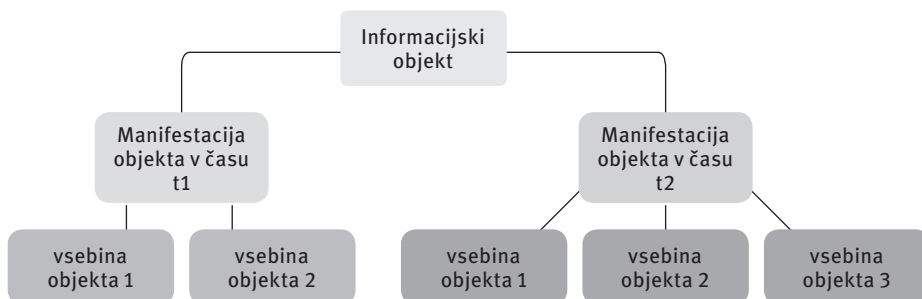 Informacijski
objekt
Manifestacija
objekta v času
t1
Manifestacija
objekta v času
t2
vsebina
objekta 1
vsebina
objekta 2
vsebina
objekta 1
vsebina
objekta 2
vsebina
objekta 3